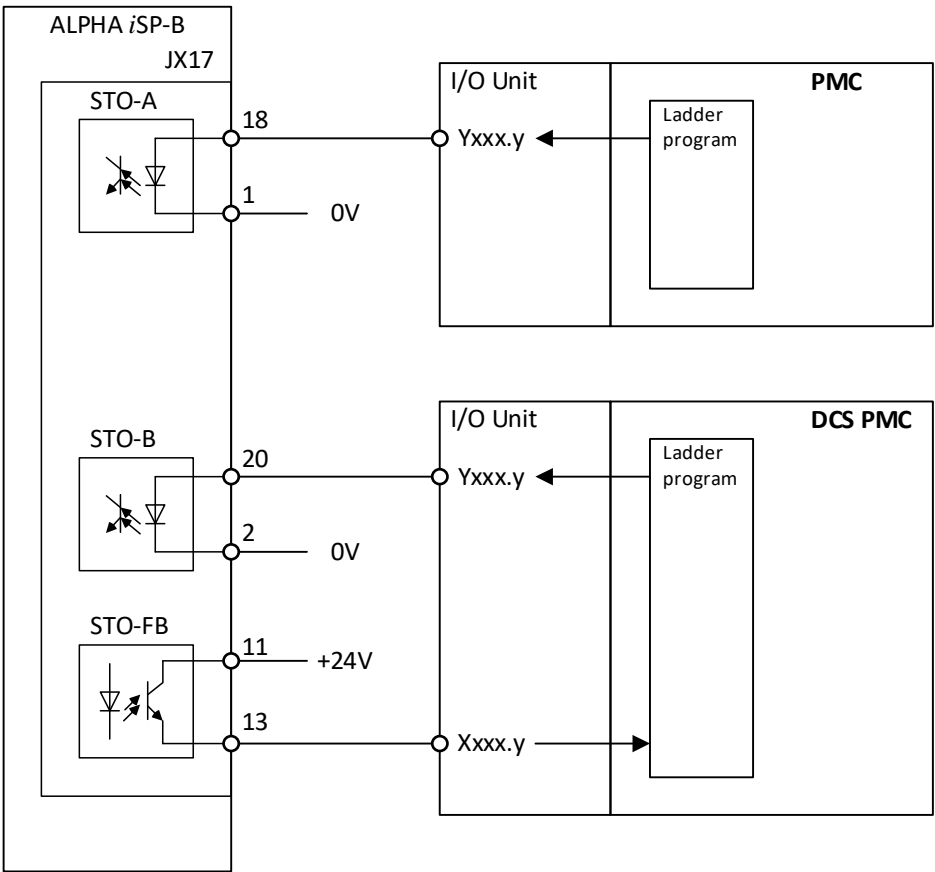 ALPHA iSP-B
JX17
STO-A
18
1
0V
I/O Unit
PMC
Yxxx.y
Ladder
program
STO-B
20
2
0V
STO-FB
11
+24V
13
I/O Unit
DCS PMC
Yxxx.y
Ladder
program
Xxxx.y